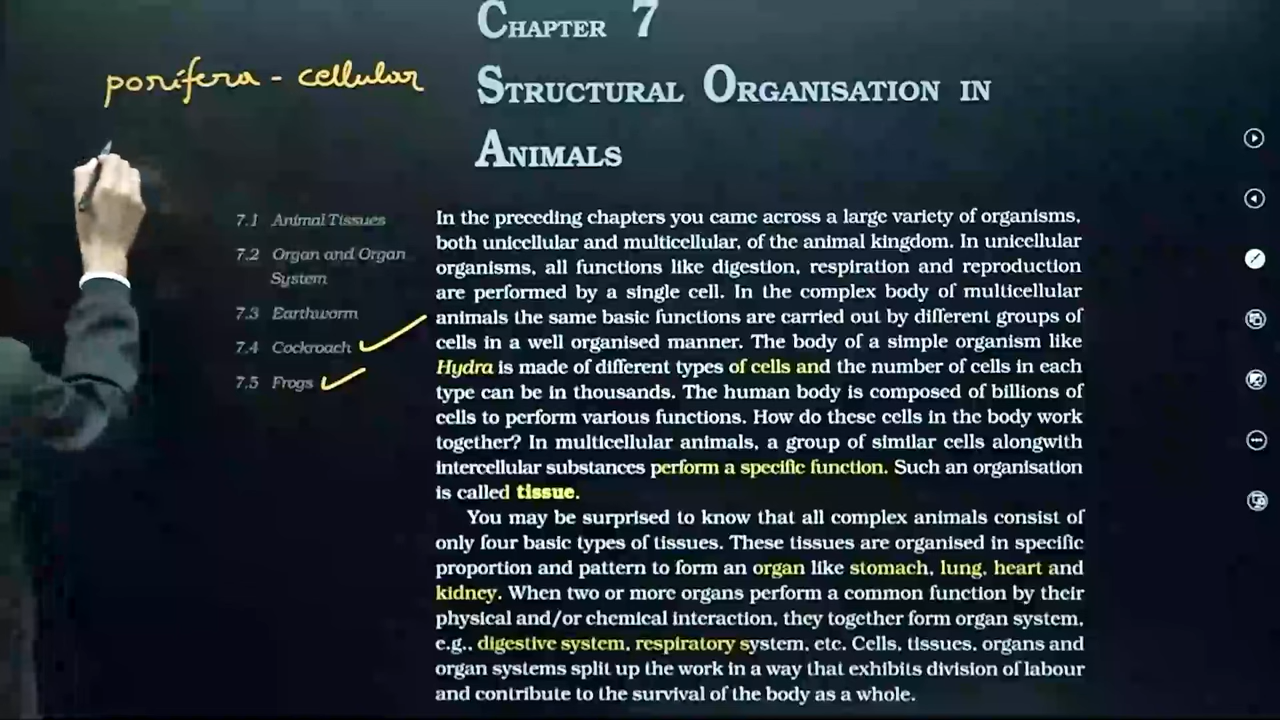 CHAPTER 7
STRUCTURAL ORGANISATION IN
ANIMALS
porifera - cellular
7.1 Animal Tissues
7.2 Organ and Organ
System
7.3 Earthworm
7.4 Cockroach
7.5 Frogs
In the preceding chapters you came across a large variety of organisms,
both unicellular and multicellular, of the animal kingdom. In unicellular
organisms, all functions like digestion, respiration and reproduction
are performed by a single cell. In the complex body of multicellular
animals the same basic functions are carried out by different groups of
cells in a well organised manner. The body of a simple organism like
Hydra is made of different types of cells and the number of cells in each
type can be in thousands. The human body is composed of billions of
cells to perform various functions. How do these cells in the body work
together? In multicellular animals, a group of similar cells alongwith
intercellular substances perform a specific function. Such an organisation
is called tissue.
You may be surprised to know that all complex animals consist of
only four basic types of tissues. These tissues are organised in specific
proportion and pattern to form an organ like stomach, lung, heart and
kidney. When two or more organs perform a common function by their
physical and/or chemical interaction, they together form organ system,
e.g., digestive system, respiratory system, etc. Cells, tissues, organs and
organ systems split up the work in a way that exhibits division of labour
and contribute to the survival of the body as a whole.